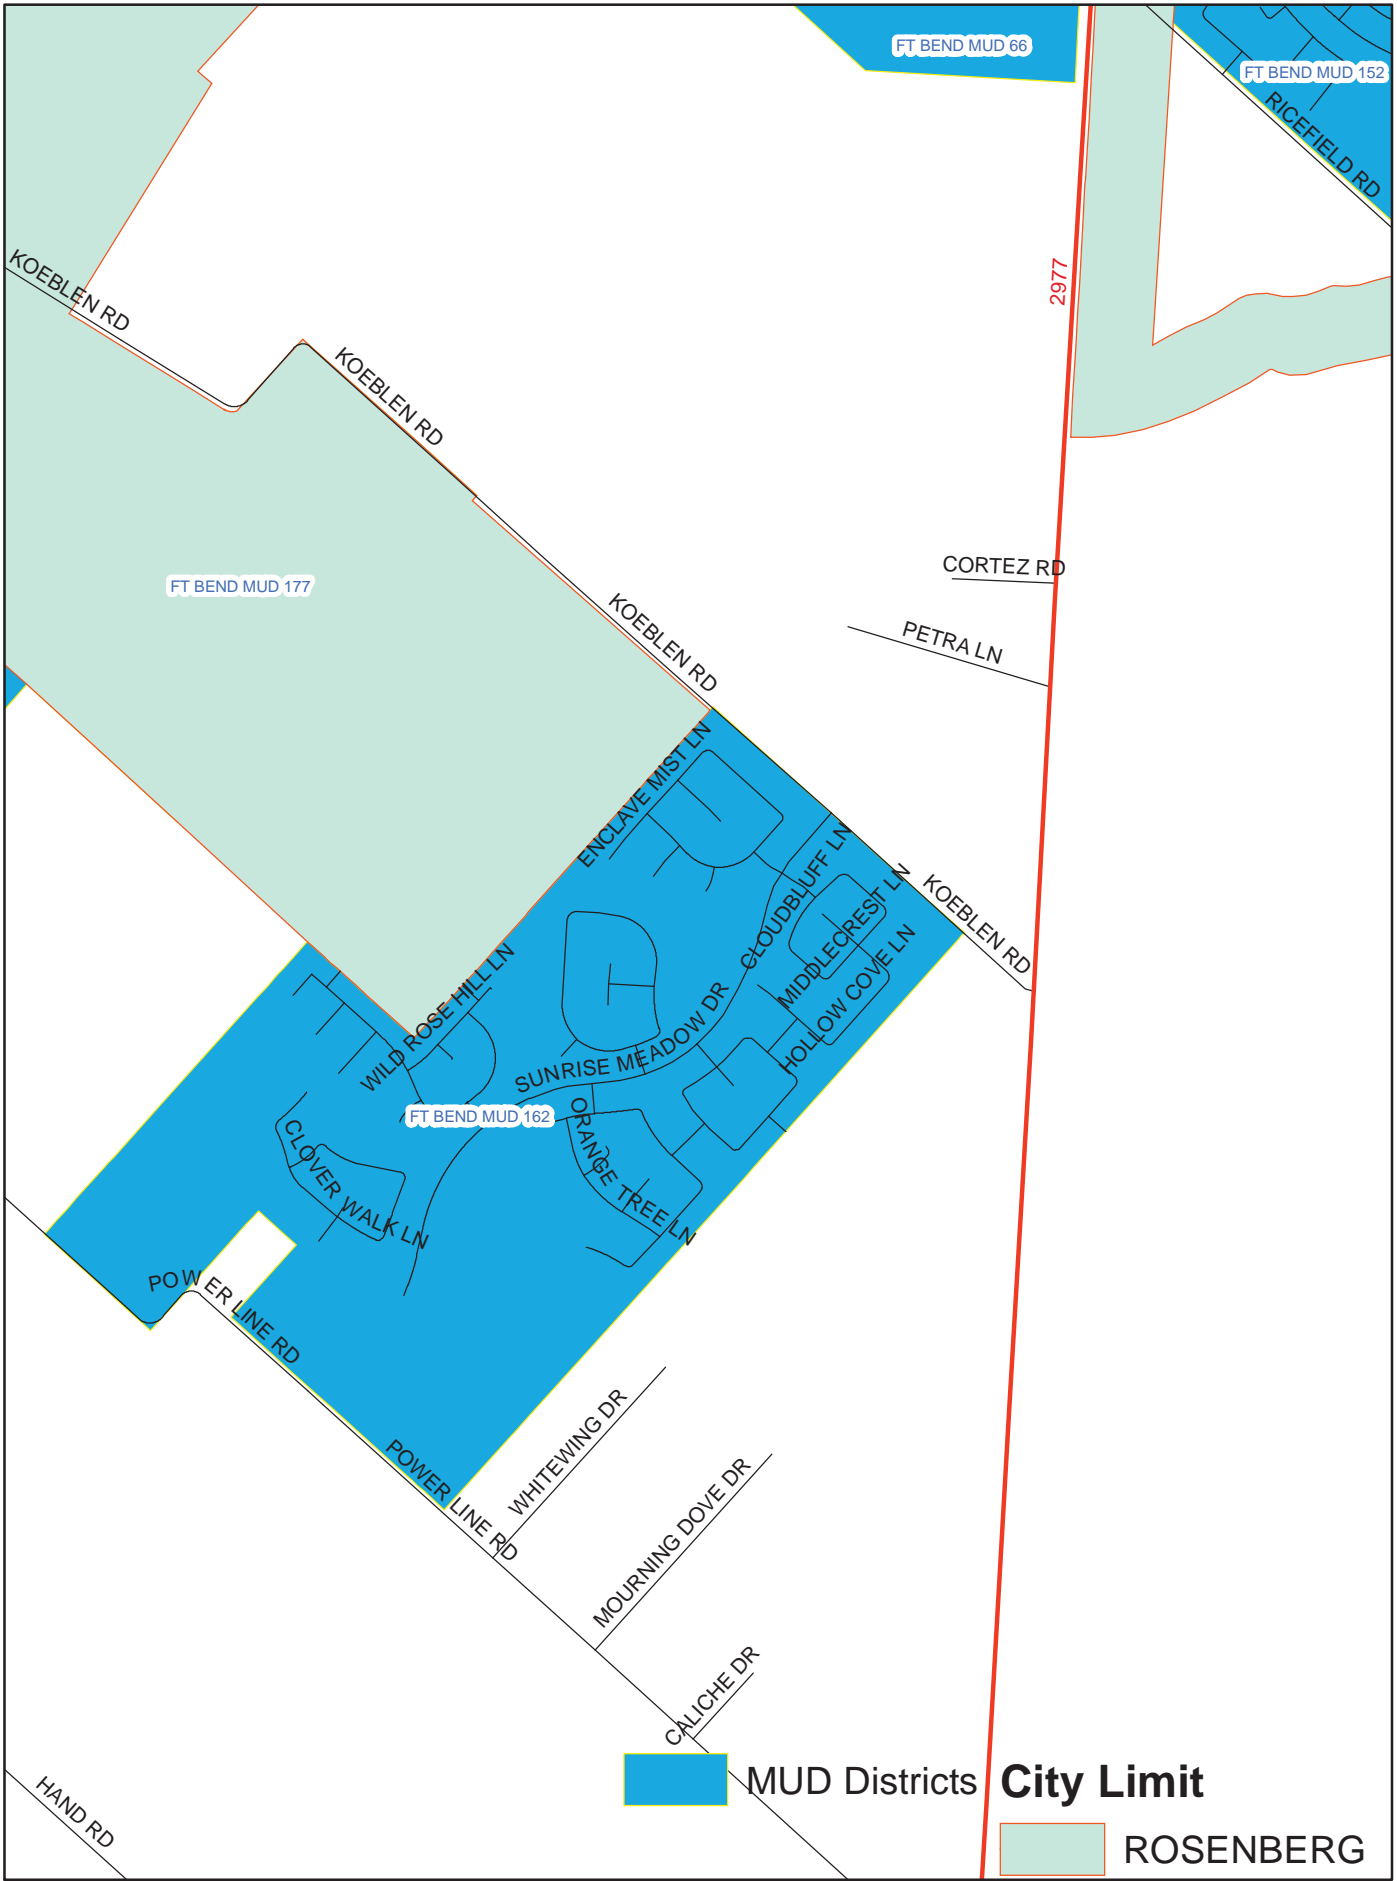 FT BEND MUD 66
FT BEND MUD 152
RICEFIELD RD
KOEBLEN RD
2977
KOEBLEN RD
CORTEZ RD
FT BEND MUD 177
KOEBLEN RD
PETRA LN
ENCLAVE MIST LN
CLOUDBLUFF LN
MIDDLECREST LN
KOEBLEN RD
HOLLOW COVE LN
WILD ROSE HILL LN
SUNRISE MEADOW DR
FT BEND MUD 162
ORANGE TREE LN
CLOVER WALK LN
POWER LINE RD
POWER LINE RD
WHITEWING DR
MOURNING DOVE DR
CALICHE DR
HAND RD
MUD Districts
City Limit
ROSENBERG